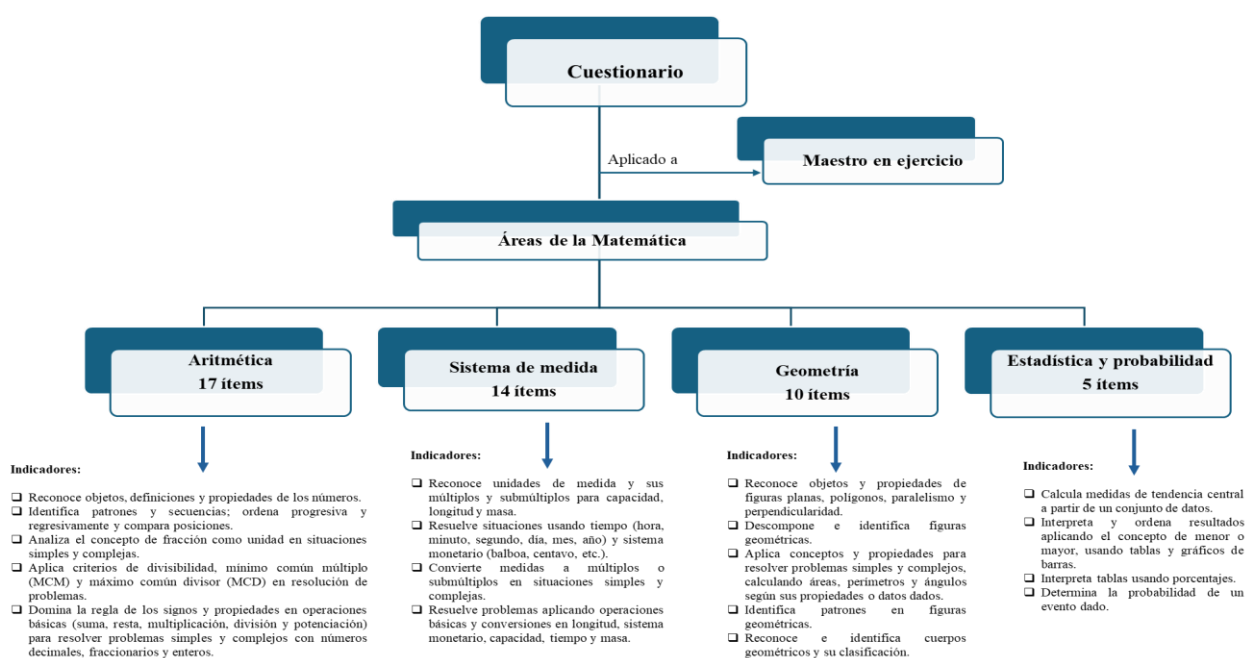 Cuestionario
Aplicado a
Maestro en ejercicio
Áreas de la Matemática
Aritmética
17 ítems
Sistema de medida
14 ítems
Geometría
10 ítems
Estadística y probabilidad
5 ítems
Indicadores:
❑ Reconoce objetos, definiciones y propiedades de los números.
❑ Identifica patrones y secuencias; ordena progresiva y
regresivamente y compara posiciones.
❑ Analiza el concepto de fracción como unidad en situaciones
simples y complejas.
❑ Aplica criterios de divisibilidad, mínimo común múltiplo
(MCM) y máximo común divisor (MCD) en resolución de
problemas.
❑ Domina la regla de los signos y propiedades en operaciones
básicas (suma, resta, multiplicación, división y potenciación)
para resolver problemas simples y complejos con números
decimales, fraccionarios y enteros.
Indicadores:
❑ Reconoce unidades de medida y sus
múltiplos y submúltiplos para capacidad,
longitud y masa.
❑ Resuelve situaciones usando tiempo (hora,
minuto, segundo, día, mes, año) y sistema
monetario (balboa, centavo, etc.).
❑ Convierte medidas a múltiplos o
submúltiplos en situaciones simples y
complejas.
❑ Resuelve problemas aplicando operaciones
básicas y conversiones en longitud, sistema
monetario, capacidad, tiempo y masa.
Indicadores:
❑ Reconoce objetos y propiedades de
figuras planas, polígonos, paralelismo y
perpendicularidad.
❑ Descompone e identifica figuras
geométricas.
❑ Aplica conceptos y propiedades para
resolver problemas simples y complejos,
calculando áreas, perímetros y ángulos
según sus propiedades o datos dados.
❑ Identifica patrones en figuras
geométricas.
❑ Reconoce e identifica cuerpos
geométricos y su clasificación.
Indicadores:
❑ Calcula medidas de tendencia central
a partir de un conjunto de datos.
❑ Interpreta y ordena resultados
aplicando el concepto de menor o
mayor, usando tablas y gráficos de
barras.
❑ Interpreta tablas usando porcentajes.
❑ Determina la probabilidad de un
evento dado.